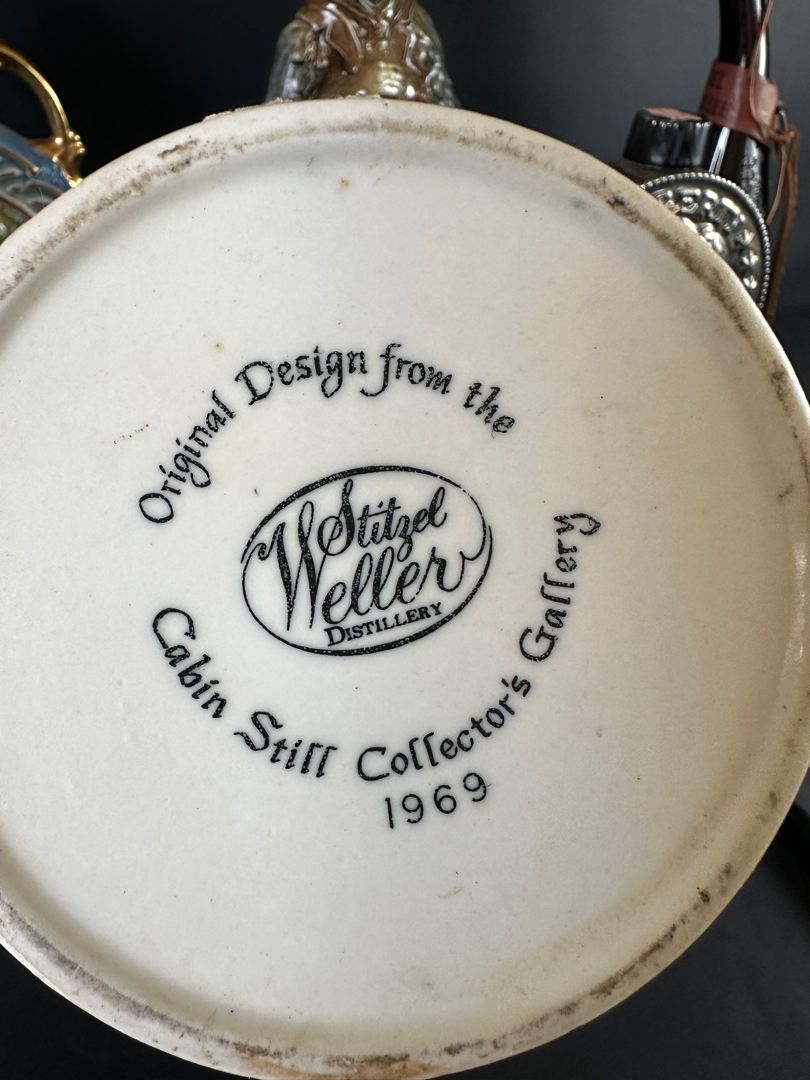 Original Design from the
Stitzel
Weller
DISTILLERY
Cabin Still Collector's Gallery
1969